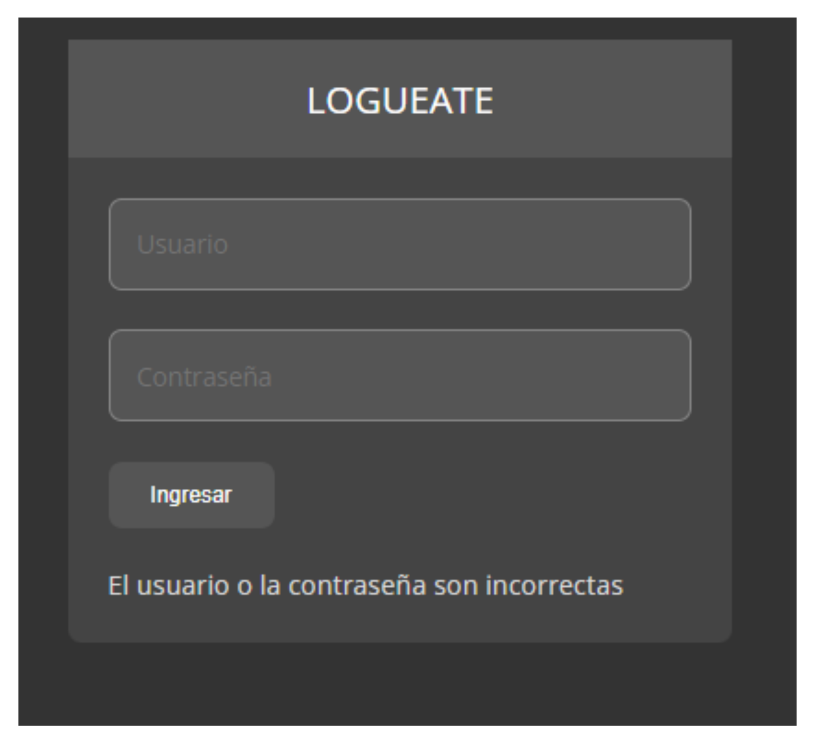 LOGUEATE
Usuario
Contraseña
Ingresar
El usuario o la contraseña son incorrectas